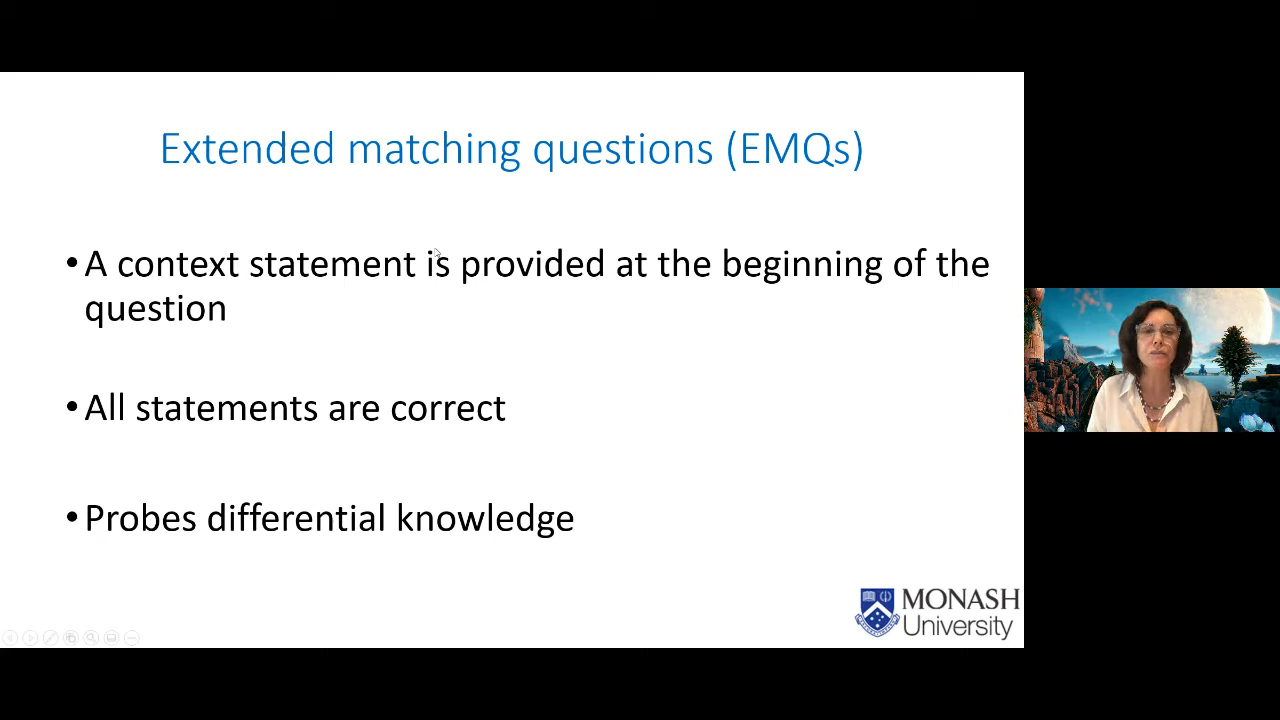 Extended matching questions (EMQs)
• A context statement is provided at the beginning of the
question
• All statements are correct
• Probes differential knowledge
MONASH
University